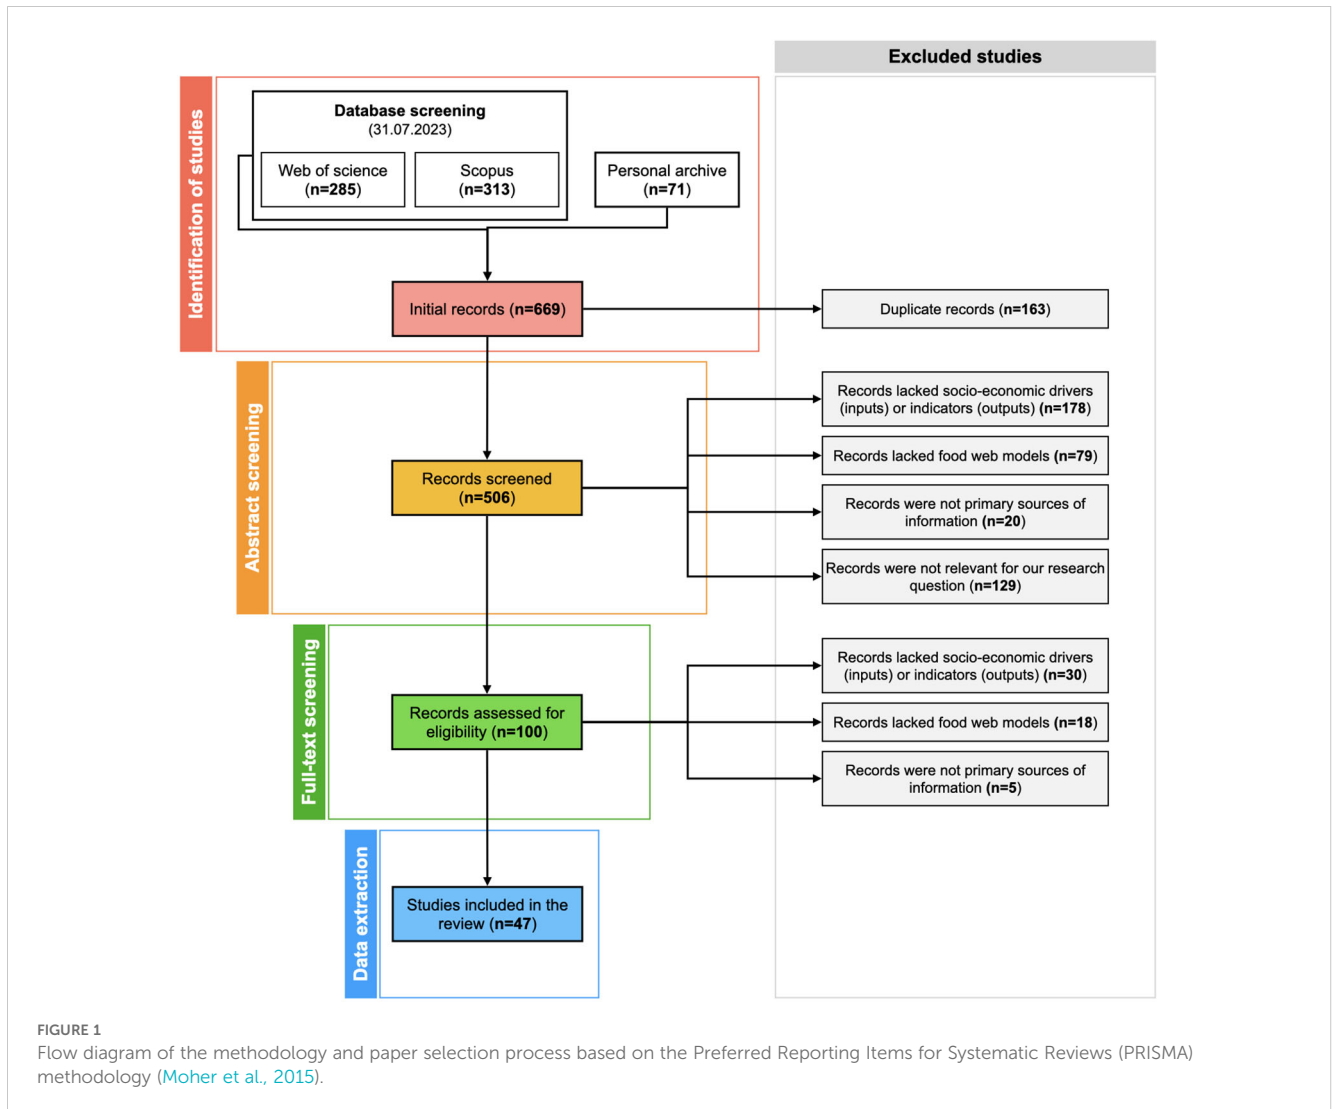 Excluded studies
Identification of studies
Database screening
(31.07.2023)
Web of science
(n=285)
Scopus
(n=313)
Personal archive
(n=71)
Initial records (n=669)
Duplicate records (n=163)
Abstract screening
Records screened
(n=506)
Records lacked socio-economic drivers
(inputs) or indicators (outputs) (n=178)
Records lacked food web models (n=79)
Records were not primary sources of
information (n=20)
Records were not relevant for our research
question (n=129)
Full-text screening
Records assessed for
eligibility (n=100)
Records lacked socio-economic drivers
(inputs) or indicators (outputs) (n=30)
Records lacked food web models (n=18)
Records were not primary sources of
information (n=5)
Data extraction
Studies included in the
review (n=47)
FIGURE 1
Flow diagram of the methodology and paper selection process based on the Preferred Reporting Items for Systematic Reviews (PRISMA)
methodology (Moher et al., 2015).